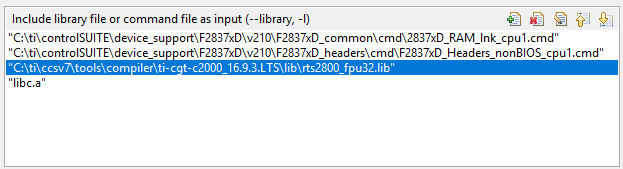 Include library file or command file as input (--library, -l)
"C:\ti\controlSUITE\device_support\F2837xD\v210\F2837xD_common\cmd\2837xD_RAM_lnk_cpu1.cmd"
"C:\ti\controlSUITE\device_support\F2837xD\v210\F2837xD_headers\cmd\F2837xD_Headers_nonBIOS_cpu1.cmd"
"C:\ti\ccsv7\tools\compiler\ti-cgt-c2000_16.9.3.LTS\lib\rts2800_fpu32.lib"
"libc.a"